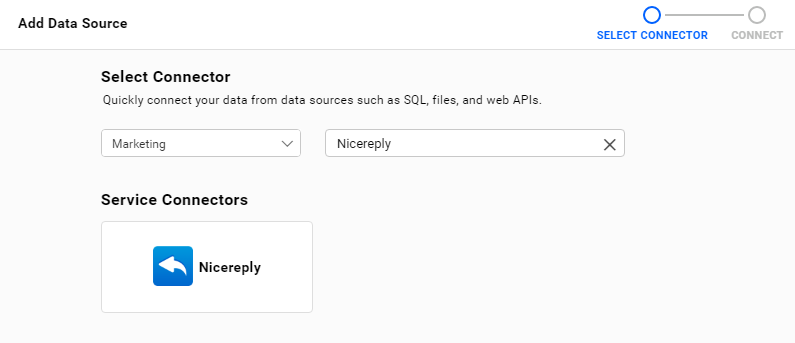 Add Data Source
SELECT CONNECTOR
CONNECT
Select Connector
Quickly connect your data from data sources such as SQL, files, and web APIs.
Marketing
Nicereply
Service Connectors
Nicereply